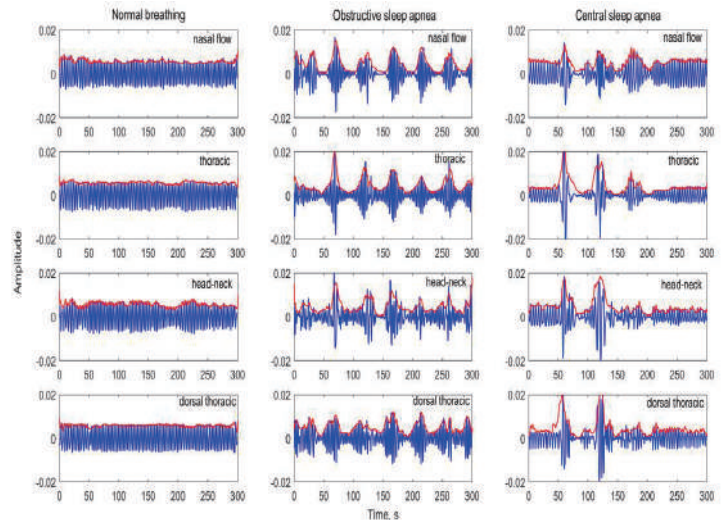 Normal breathing
Obstructive sleep apnea
Central sleep apnea
0.02 nasal flow
0
-0.02
0 50 100 150 200 250 300
0.02 nasal flow
0
-0.02
0 50 100 150 200 250 300
0.02 nasal flow
0
-0.02
0 50 100 150 200 250 300
0.02 thoracic
0
-0.02
0 50 100 150 200 250 300
0.02 thoracic
0
-0.02
0 50 100 150 200 250 300
0.02 thoracic
0
-0.02
0 50 100 150 200 250 300
Amplitude
0.02 head-neck
0
-0.02
0 50 100 150 200 250 300
0.02 head-neck
0
-0.02
0 50 100 150 200 250 300
0.02 head-neck
0
-0.02
0 50 100 150 200 250 300
0.02 dorsal thoracic
0
-0.02
0 50 100 150 200 250 300
0.02 dorsal thoracic
0
-0.02
0 50 100 150 200 250 300
0.02 dorsal thoracic
0
-0.02
0 50 100 150 200 250 300
Time, s